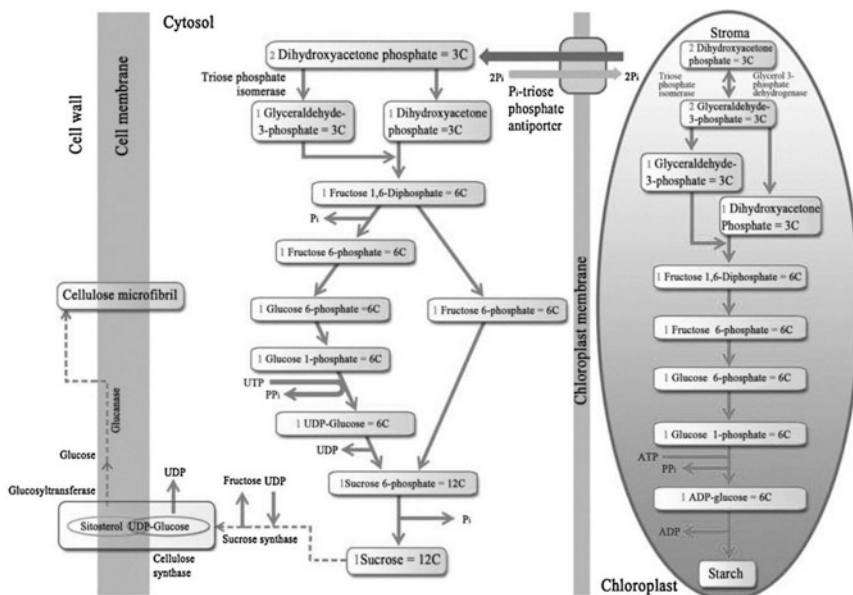 Cytosol
Cell wall
Cell membrane
2 Dihydroxyacetone phosphate = 3C
Triose phosphate
isomerase
1 Glyceraldehyde-
3-phosphate = 3C
1 Dihydroxyacetone
phosphate =3C
2Pi
2Pi
Pi-triose
phosphate
antiporter
1 Fructose 1,6-Diphosphate = 6C
Pi
1 Fructose 6-phosphate = 6C
1 Glucose 6-phosphate =6C
1 Fructose 6-phosphate = 6C
1 Glucose 1-phosphate = 6C
UTP
PPi
1 UDP-Glucose = 6C
UDP
1Sucrose 6-phosphate = 12C
Pi
1Sucrose = 12C
Cellulose microfibril
Glucanase
Glucose
Glucosyltransferase
UDP
Sitosterol UDP-Glucose
Cellulose
synthase
Fructose UDP
Sucrose synthase
Chloroplast membrane
Stroma
2 Dihydroxyacetone
phosphate = 3C
Triose
phosphate
isomerase
Glycerol 3-
phosphate
dehydrogenase
2 Glyceraldehyde-
3-phosphate = 3C
1 Glyceraldehyde-
3-phosphate = 3C
1 Dihydroxyacetone
Phosphate = 3C
1 Fructose 1,6-Diphosphate = 6C
1 Fructose 6-phosphate = 6C
1 Glucose 6-phosphate = 6C
1 Glucose 1-phosphate = 6C
ATP
PPi
1 ADP-glucose = 6C
ADP
Starch
Chloroplast